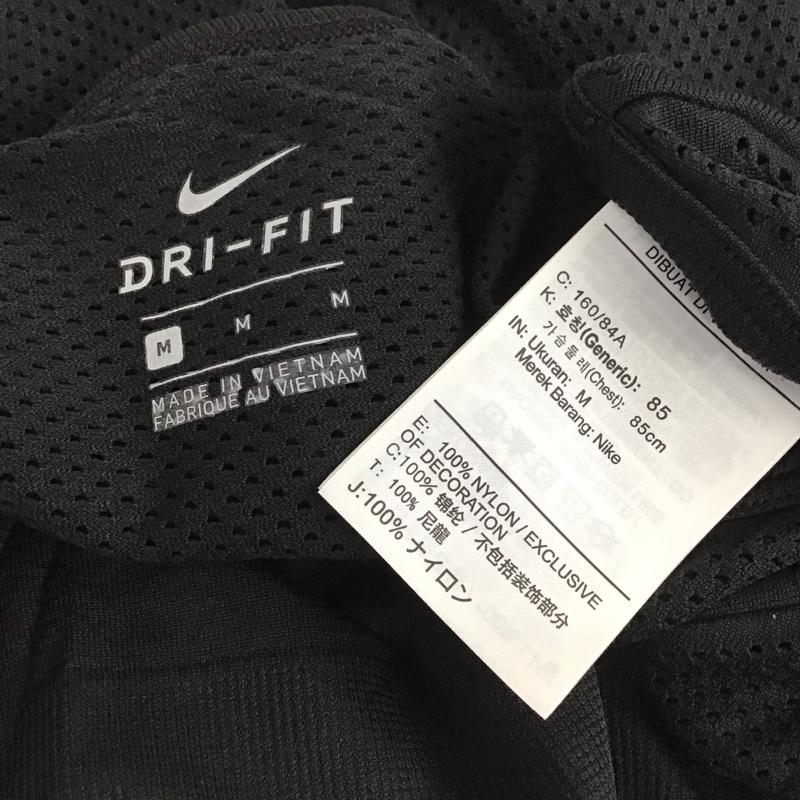 DRI-FIT
M M M
MADE IN VIETNAM
FABRIQUE AU VIETNAM
DIBUAT DI
C: 160/84A
K: 호칭(Generic): 85
가슴둘레(Chest): 85cm
IN: Ukuran: M
Merek Barang: Nike
E: 100% NYLON / EXCLUSIVE
OF DECORATION
C:100% 锦纶 / 不包括装饰部分
T: 100% 尼龍
J:100% ナイロン